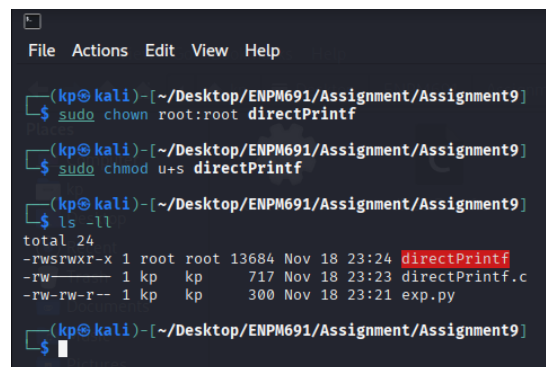 File Actions Edit View Help
┌──(kp㉿kali)-[~/Desktop/ENPM691/Assignment/Assignment9]
└─$ sudo chown root:root directPrintf
┌──(kp㉿kali)-[~/Desktop/ENPM691/Assignment/Assignment9]
└─$ sudo chmod u+s directPrintf
┌──(kp㉿kali)-[~/Desktop/ENPM691/Assignment/Assignment9]
└─$ ls -ll
total 24
-rwsrwxr-x 1 root root 13684 Nov 18 23:24 directPrintf
-rw------- 1 kp kp 717 Nov 18 23:23 directPrintf.c
-rw-rw-r-- 1 kp kp 300 Nov 18 23:21 exp.py
┌──(kp㉿kali)-[~/Desktop/ENPM691/Assignment/Assignment9]
└─$